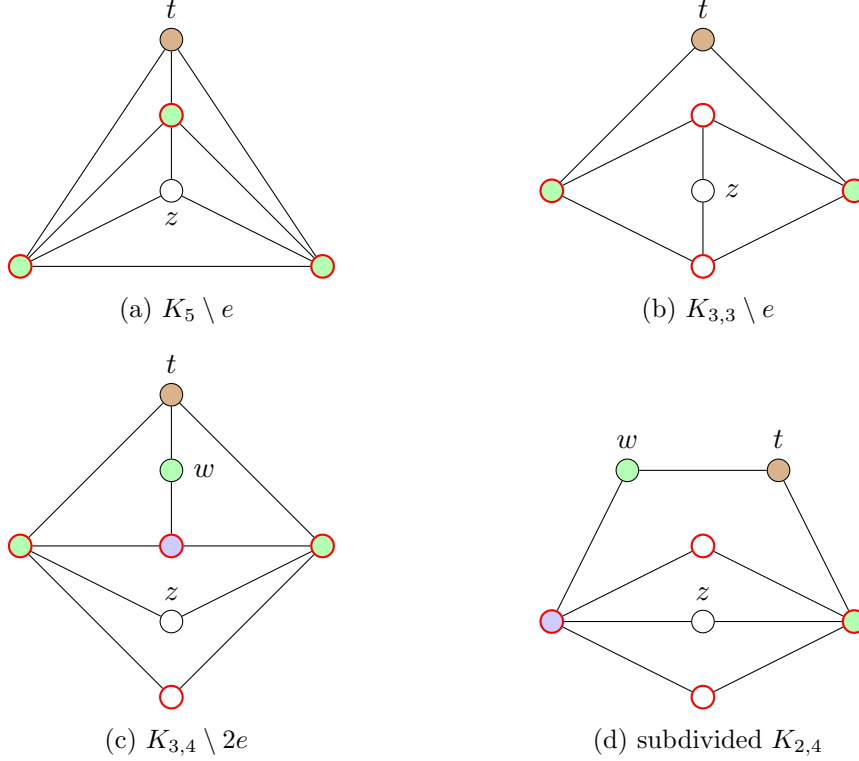 t
z
(a) K₅ \ e
t
z
(b) K₃,₃ \ e
t
w
z
(c) K₃,₄ \ 2e
w
t
z
(d) subdivided K₂,₄